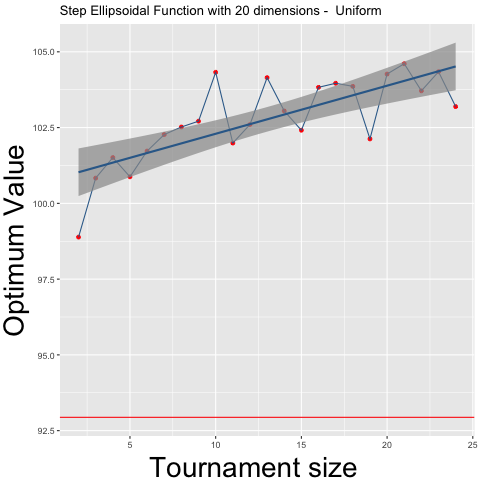 Step Ellipsoidal Function with 20 dimensions - Uniform
105.0
102.5
100.0
97.5
95.0
92.5
Optimum Value
5 10 15 20 25
Tournament size